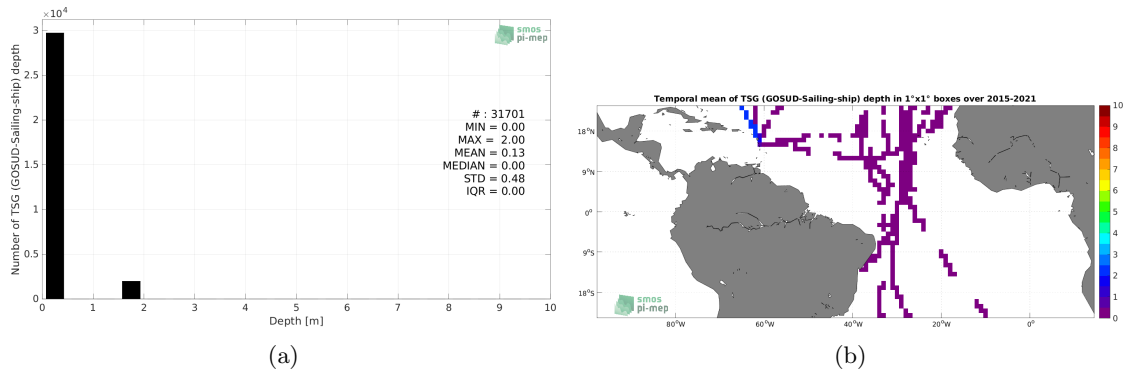 ×10⁴
3
2.5
2
1.5
1
0.5
0
Number of TSG (GOSUD-Sailing-ship) depth
smos
pi-mep
# : 31701
MIN = 0.00
MAX = 2.00
MEAN = 0.13
MEDIAN = 0.00
STD = 0.48
IQR = 0.00
0 1 2 3 4 5 6 7 8 9 10
Depth [m]
(a)
Temporal mean of TSG (GOSUD-Sailing-ship) depth in 1°x1° boxes over 2015-2021
18°N
9°N
0°
9°S
18°S
80°W 60°W 40°W 20°W 0°
smos
pi-mep
10
9
8
7
6
5
4
3
2
1
0
(b)